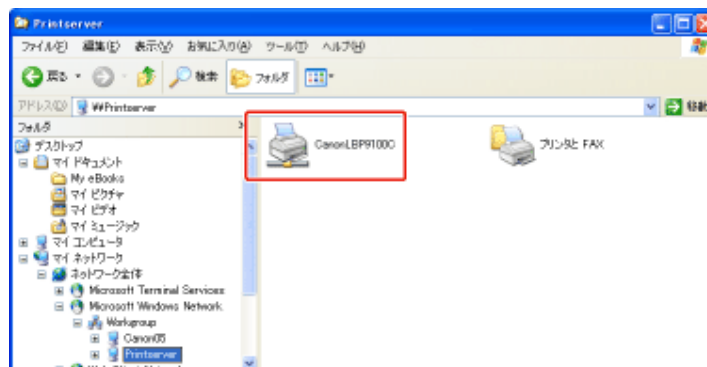 Printserver
ファイル(F) 編集(E) 表示(V) お気に入り(A) ツール(T) ヘルプ(H)
戻る 検索 フォルダ
アドレス(D) \\Printserver 移動
フォルダ ×
デスクトップ
マイ ドキュメント
My eBooks
マイ ピクチャ
マイ ビデオ
マイ ミュージック
マイ コンピュータ
マイ ネットワーク
ネットワーク全体
Microsoft Terminal Services
Microsoft Windows Network
Workgroup
Canon05
Printserver
CanonLBP9100C
プリンタと FAX